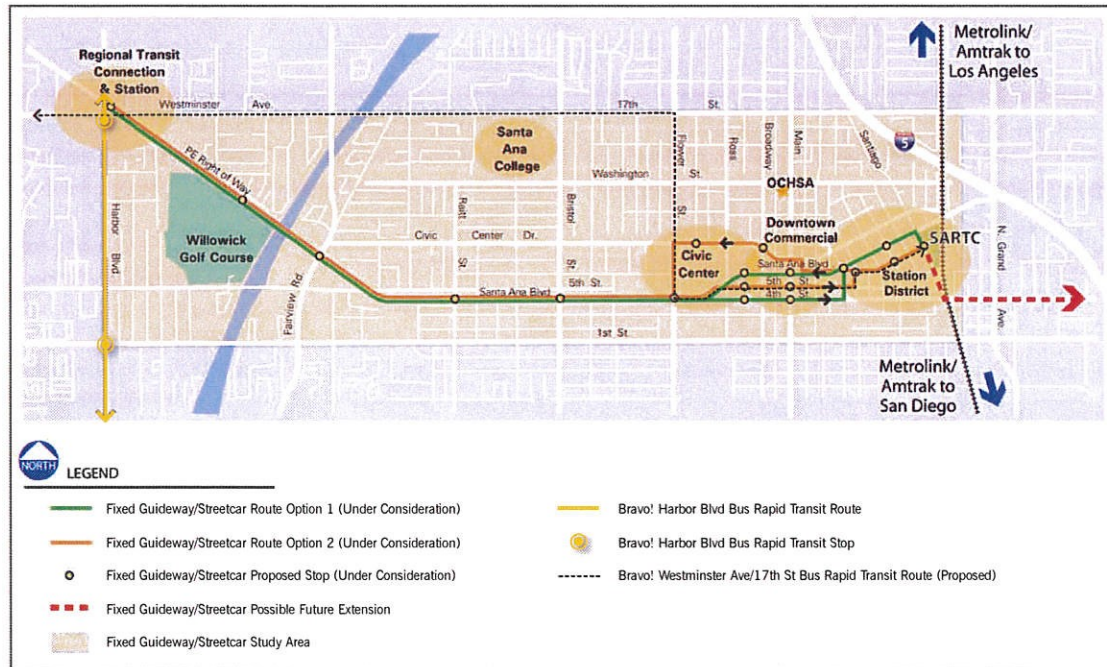 Regional Transit
Connection
& Station
Westminster Ave.
17th St.
Metrolink/
Amtrak to
Los Angeles
5
Santa
Ana
College
Washington
Flower St.
Ross
Broadway
Main
Santiago
OCHSA
PE Right of Way
Harbor Blvd.
Willowick
Golf Course
Fairview Rd.
Raitt St.
Bristol St.
Civic Center Dr.
Downtown
Commercial
Civic
Center
Santa Ana Blvd
SARTC
Station
District
N. Grand Ave.
5th St.
5th St.
4th St.
Santa Ana Blvd
1st St.
Metrolink/
Amtrak to
San Diego
NORTH
LEGEND
Fixed Guideway/Streetcar Route Option 1 (Under Consideration)
Fixed Guideway/Streetcar Route Option 2 (Under Consideration)
Fixed Guideway/Streetcar Proposed Stop (Under Consideration)
Fixed Guideway/Streetcar Possible Future Extension
Fixed Guideway/Streetcar Study Area
Bravo! Harbor Blvd Bus Rapid Transit Route
Bravo! Harbor Blvd Bus Rapid Transit Stop
Bravo! Westminster Ave/17th St Bus Rapid Transit Route (Proposed)